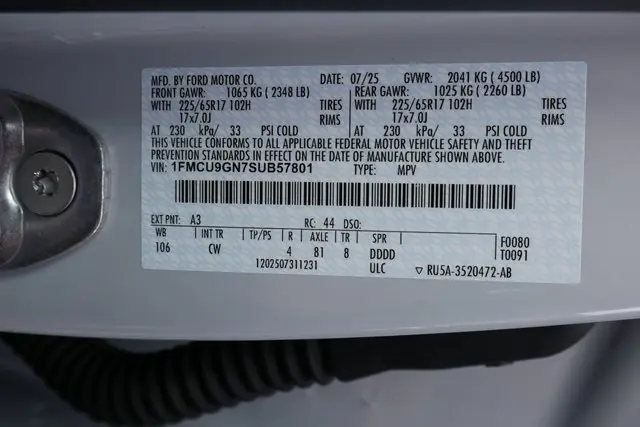 MFD. BY FORD MOTOR CO. DATE: 07/25 GVWR: 2041 KG ( 4500 LB)
FRONT GAWR: 1065 KG ( 2348 LB) REAR GAWR: 1025 KG ( 2260 LB)
WITH 225/65R17 102H TIRES WITH 225/65R17 102H TIRES
17x7.0J RIMS 17x7.0J RIMS
AT 230 kPa/ 33 PSI COLD AT 230 kPa/ 33 PSI COLD
THIS VEHICLE CONFORMS TO ALL APPLICABLE FEDERAL MOTOR VEHICLE SAFETY AND THEFT
PREVENTION STANDARDS IN EFFECT ON THE DATE OF MANUFACTURE SHOWN ABOVE.
VIN: 1FMCU9GN7SUB57801 TYPE: MPV
EXT PNT: A3 RC: 44 DSO:
WB INT TR TP/PS R AXLE TR SPR F0080
106 CW 4 81 8 DDDD T0091
1202507311231 ULC ▽ RU5A-3520472-AB